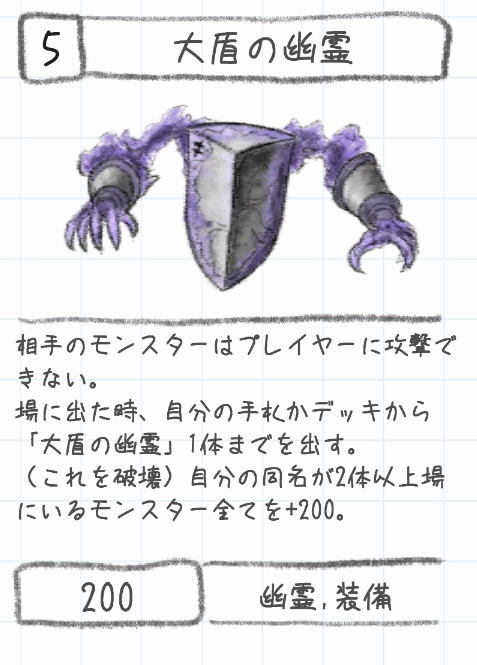 5
大盾の幽霊
相手のモンスターはプレイヤーに攻撃で
きない。
場に出た時、自分の手札かデッキから
「大盾の幽霊」1体までを出す。
（これを破壊）自分の同名が2体以上場
にいるモンスター全てを+200。
200
幽霊,装備